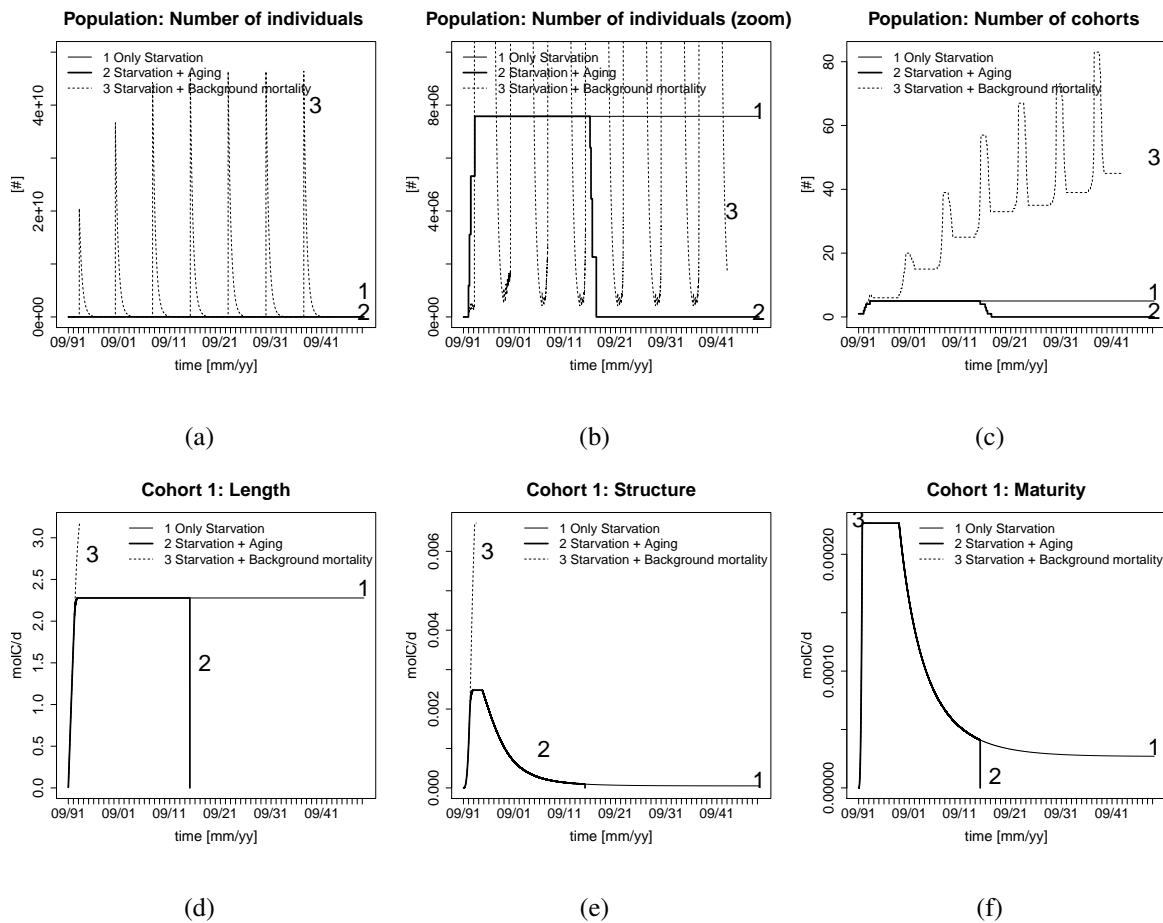 Population: Number of individuals
1 Only Starvation
2 Starvation + Aging
3 Starvation + Background mortality
3
1
2
0e+00 2e+10 4e+10
[#]
09/91 09/01 09/11 09/21 09/31 09/41
time [mm/yy]
(a)
Population: Number of individuals (zoom)
1 Only Starvation
2 Starvation + Aging
3 Starvation + Background mortality
1
3
2
0e+00 4e+06 8e+06
[#]
09/91 09/01 09/11 09/21 09/31 09/41
time [mm/yy]
(b)
Population: Number of cohorts
1 Only Starvation
2 Starvation + Aging
3 Starvation + Background mortality
3
1
2
0 20 40 60 80
[#]
09/91 09/01 09/11 09/21 09/31 09/41
time [mm/yy]
(c)
Cohort 1: Length
1 Only Starvation
2 Starvation + Aging
3 Starvation + Background mortality
3
1
2
0.0 0.5 1.0 1.5 2.0 2.5 3.0
molC/d
09/91 09/01 09/11 09/21 09/31 09/41
time [mm/yy]
(d)
Cohort 1: Structure
1 Only Starvation
2 Starvation + Aging
3 Starvation + Background mortality
3
2
1
0.000 0.002 0.004 0.006
molC/d
09/91 09/01 09/11 09/21 09/31 09/41
time [mm/yy]
(e)
Cohort 1: Maturity
3
1 Only Starvation
2 Starvation + Aging
3 Starvation + Background mortality
1
2
0.00000 0.00010 0.00020
molC/d
09/91 09/01 09/11 09/21 09/31 09/41
time [mm/yy]
(f)